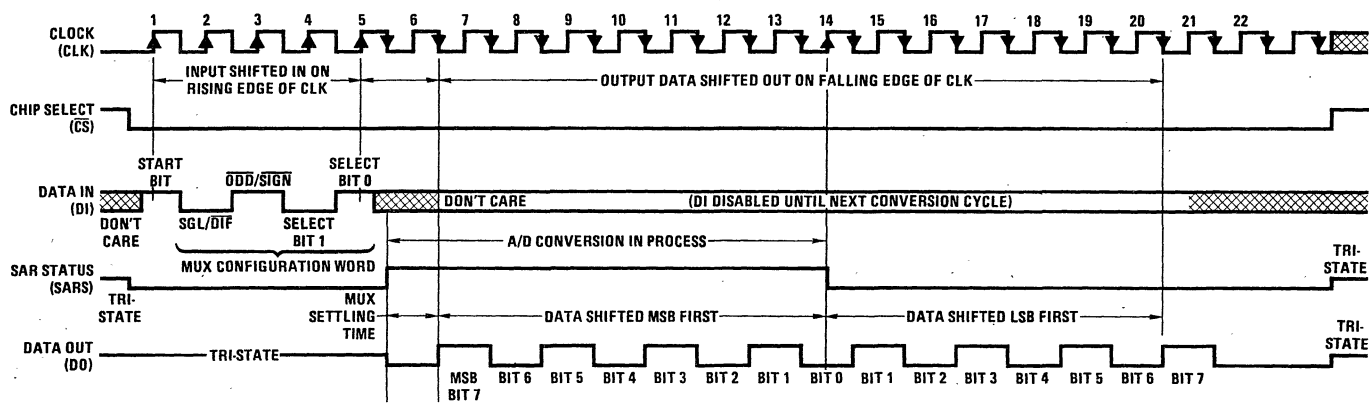 1 2 3 4 5 6 7 8 9 10 11 12 13 14 15 16 17 18 19 20 21 22
CLOCK
(CLK)
INPUT SHIFTED IN ON
RISING EDGE OF CLK
OUTPUT DATA SHIFTED OUT ON FALLING EDGE OF CLK
CHIP SELECT
(CS)
START
BIT
ODD/SIGN
SELECT
BIT 0
DATA IN
(DI)
DON'T
CARE
SGL/DIF
SELECT
BIT 1
DON'T CARE
(DI DISABLED UNTIL NEXT CONVERSION CYCLE)
MUX CONFIGURATION WORD
A/D CONVERSION IN PROCESS
SAR STATUS
(SARS)
TRI-
STATE
TRI-
STATE
MUX
SETTLING
TIME
DATA SHIFTED MSB FIRST
DATA SHIFTED LSB FIRST
DATA OUT
(DO)
TRI-STATE
TRI-
STATE
MSB
BIT 7
BIT 6 BIT 5 BIT 4 BIT 3 BIT 2 BIT 1 BIT 0 BIT 1 BIT 2 BIT 3 BIT 4 BIT 5 BIT 6 BIT 7